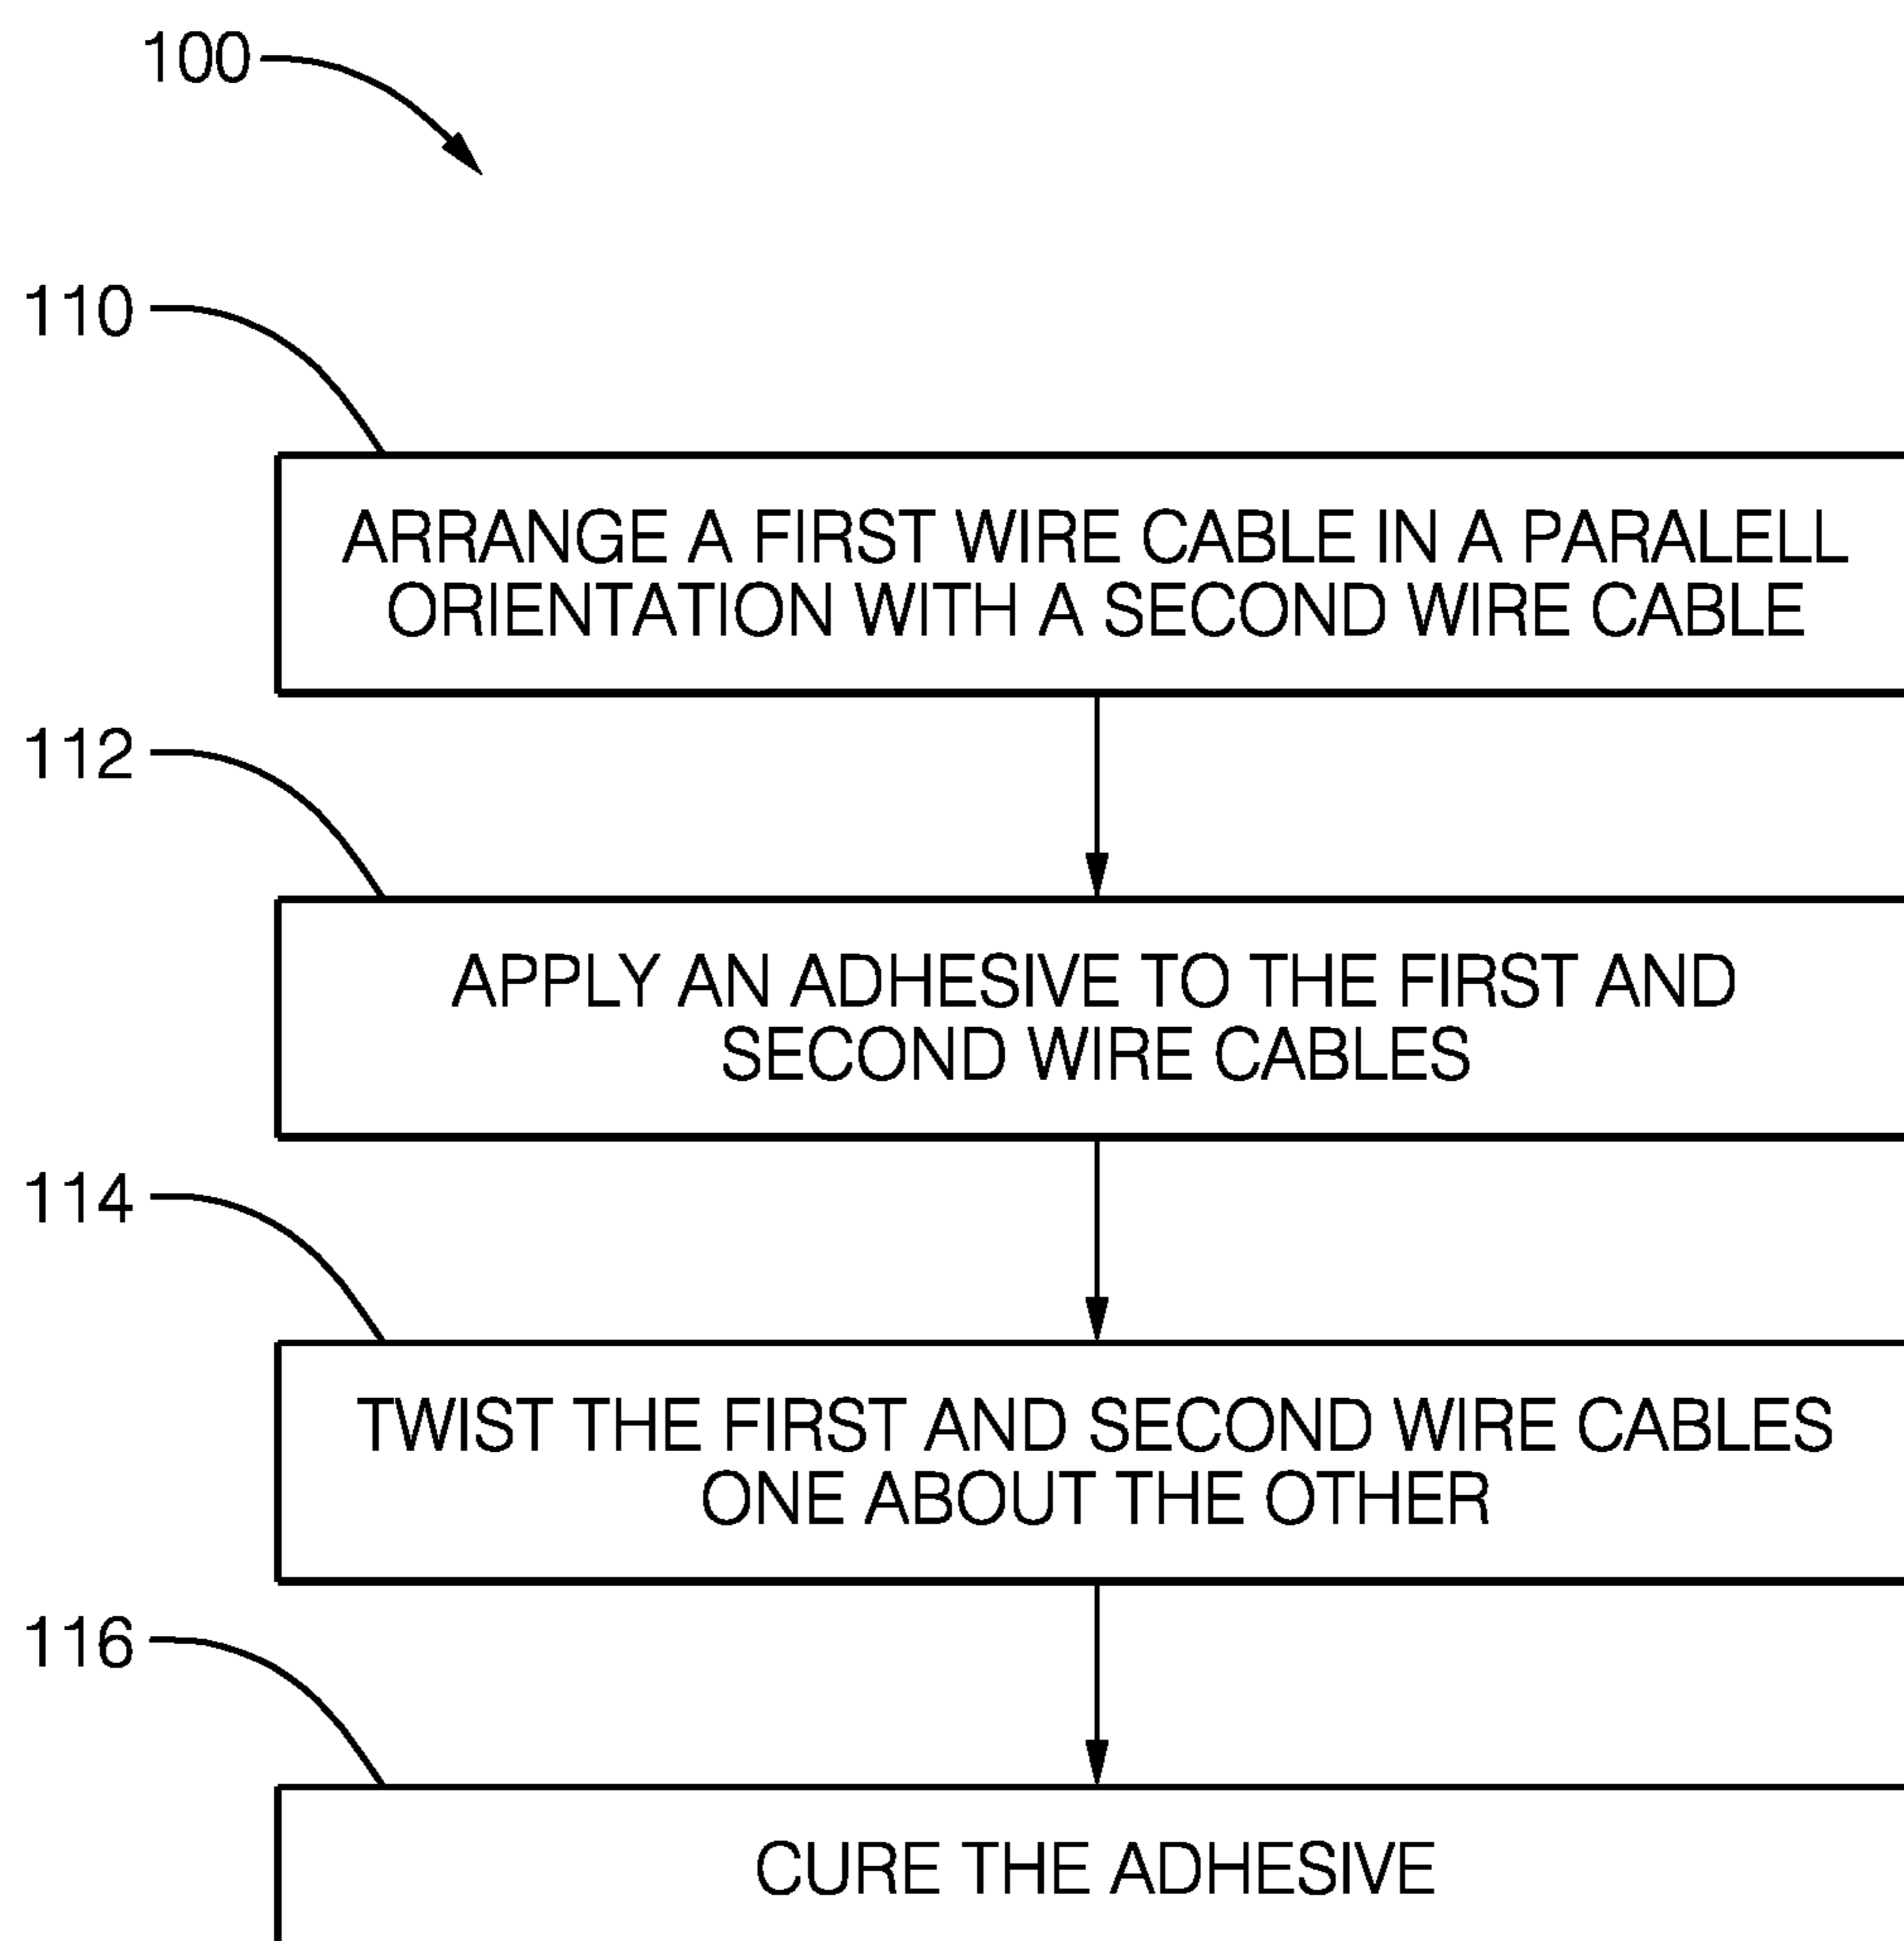 100
110
ARRANGE A FIRST WIRE CABLE IN A PARALELL
ORIENTATION WITH A SECOND WIRE CABLE
112
APPLY AN ADHESIVE TO THE FIRST AND
SECOND WIRE CABLES
114
TWIST THE FIRST AND SECOND WIRE CABLES
ONE ABOUT THE OTHER
116
CURE THE ADHESIVE